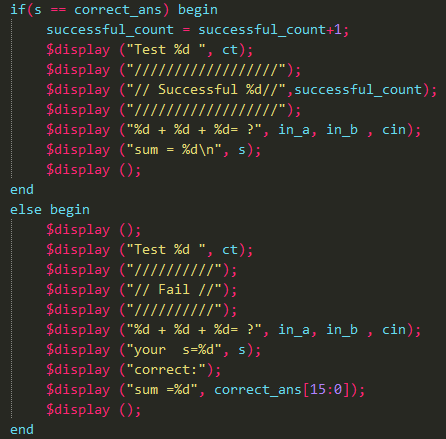 if(s == correct_ans) begin
successful_count = successful_count+1;
$display ("Test %d ", ct);
$display ("//////////////////");
$display ("// Successful %d//",successful_count);
$display ("//////////////////");
$display ("%d + %d + %d= ?", in_a, in_b , cin);
$display ("sum = %d\n", s);
$display ();
end
else begin
$display ();
$display ("Test %d ", ct);
$display ("//////////");
$display ("// Fail //");
$display ("//////////");
$display ("%d + %d + %d= ?", in_a, in_b , cin);
$display ("your  s=%d", s);
$display ("correct:");
$display ("sum =%d", correct_ans[15:0]);
$display ();
end